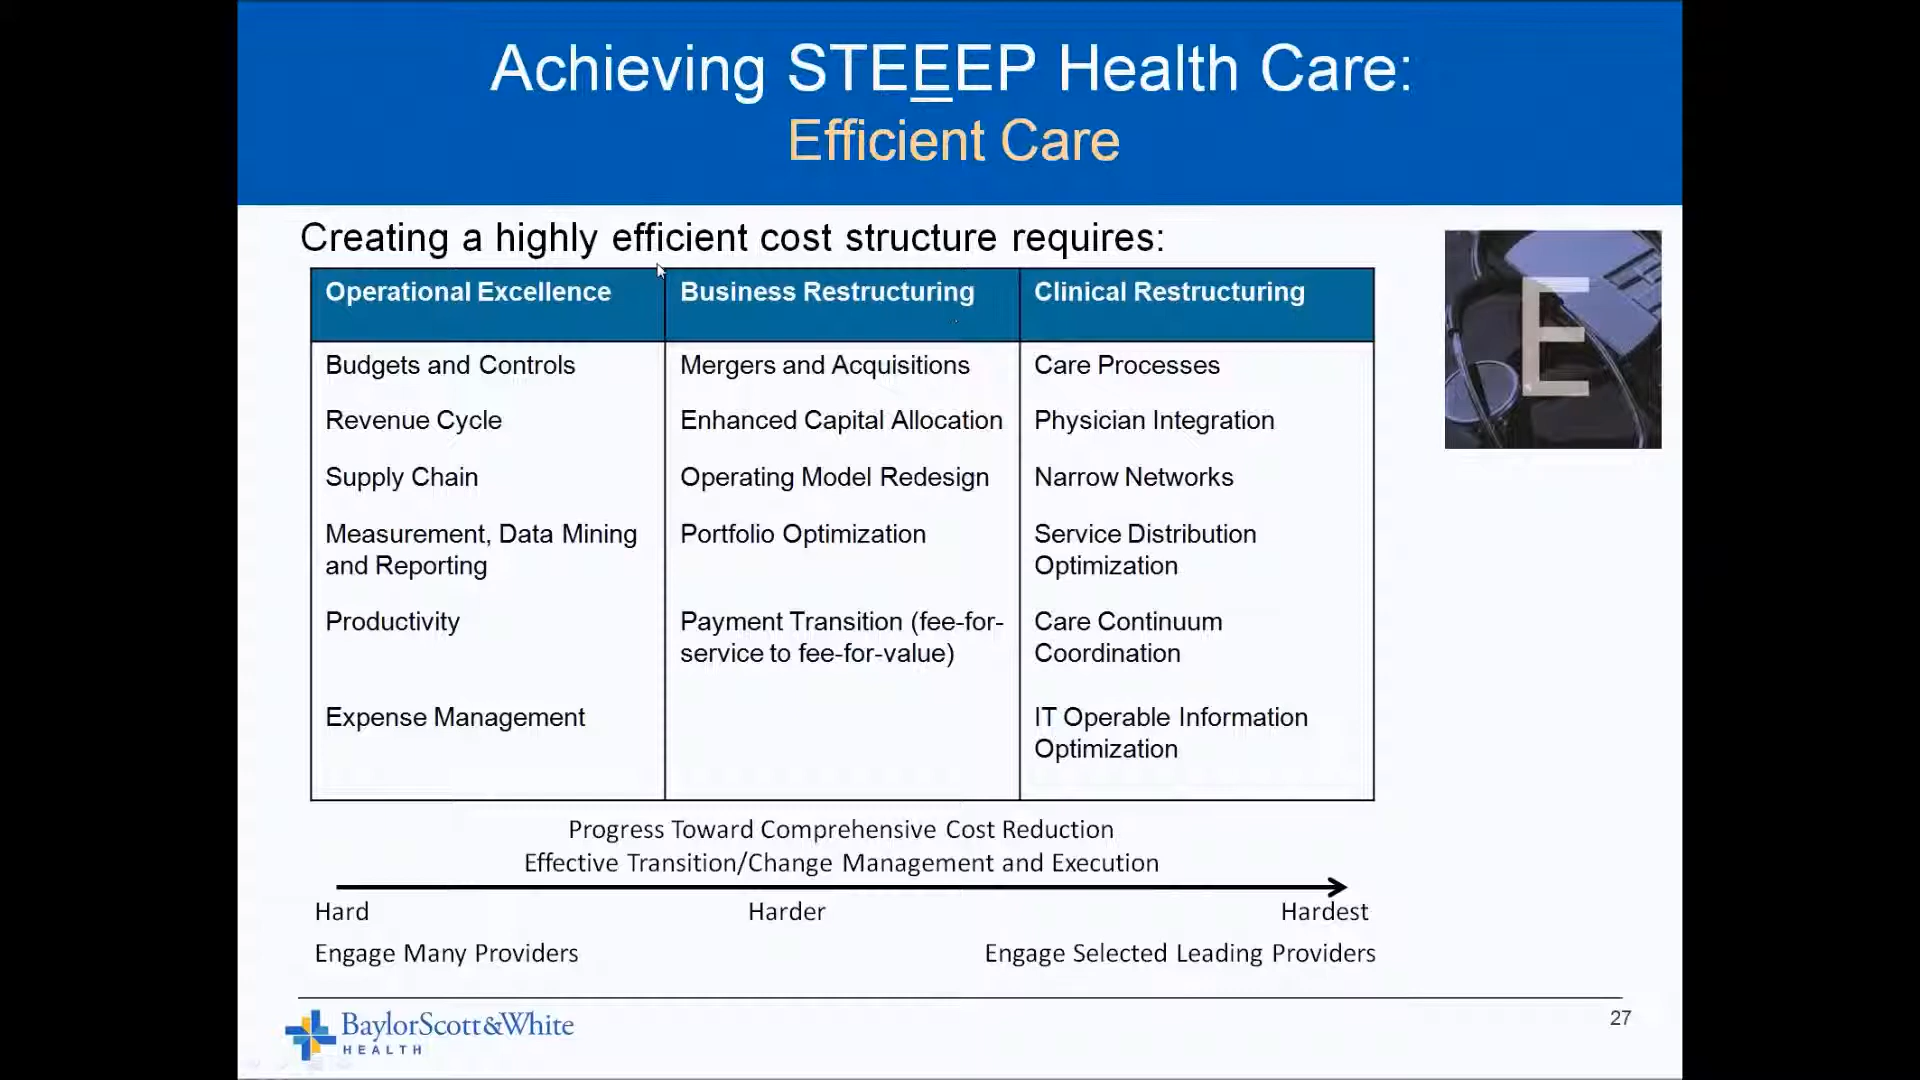 Achieving STEEEP Health Care:
Efficient Care
Creating a highly efficient cost structure requires:
Operational Excellence
Business Restructuring
Clinical Restructuring
Budgets and Controls
Mergers and Acquisitions
Care Processes
Revenue Cycle
Enhanced Capital Allocation
Physician Integration
Supply Chain
Operating Model Redesign
Narrow Networks
Measurement, Data Mining
and Reporting
Portfolio Optimization
Service Distribution
Optimization
Productivity
Payment Transition (fee-for-
service to fee-for-value)
Care Continuum
Coordination
Expense Management
IT Operable Information
Optimization
E
Progress Toward Comprehensive Cost Reduction
Effective Transition/Change Management and Execution
Hard
Harder
Hardest
Engage Many Providers
Engage Selected Leading Providers
BaylorScott&White
HEALTH
27